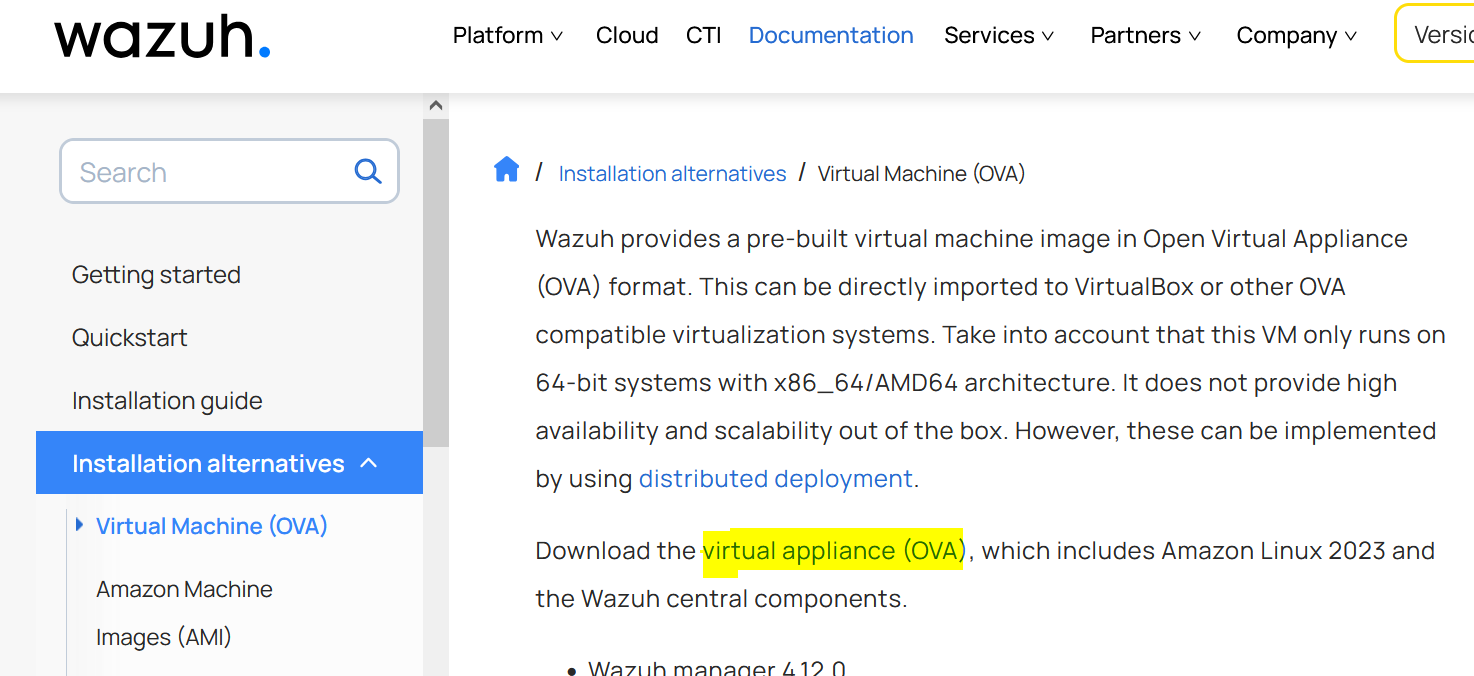 wazuh.
Platform Cloud CTI Documentation Services Partners Company Versio
Search
Getting started
Quickstart
Installation guide
Installation alternatives
Virtual Machine (OVA)
Amazon Machine
Images (AMI)
/ Installation alternatives / Virtual Machine (OVA)
Wazuh provides a pre-built virtual machine image in Open Virtual Appliance
(OVA) format. This can be directly imported to VirtualBox or other OVA
compatible virtualization systems. Take into account that this VM only runs on
64-bit systems with x86_64/AMD64 architecture. It does not provide high
availability and scalability out of the box. However, these can be implemented
by using distributed deployment.
Download the virtual appliance (OVA), which includes Amazon Linux 2023 and
the Wazuh central components.
• Wazuh manager 4.12.0